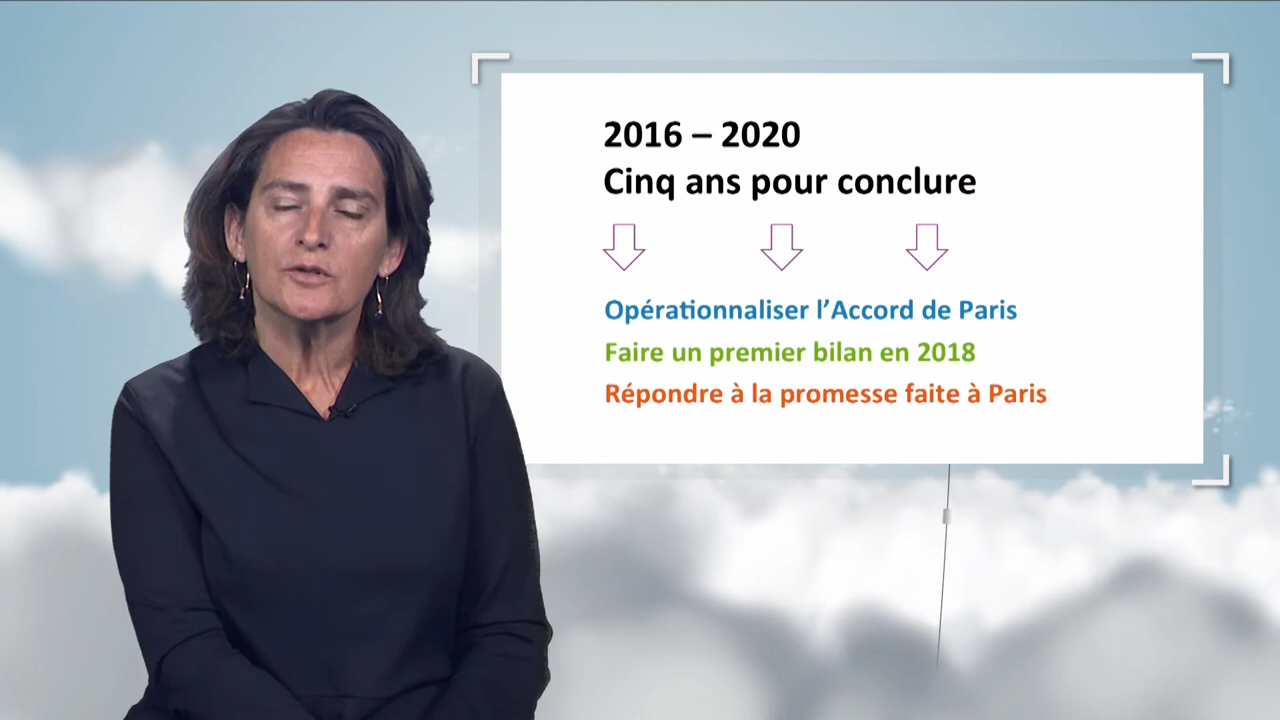 2016 – 2020
Cinq ans pour conclure
Opérationnaliser l’Accord de Paris
Faire un premier bilan en 2018
Répondre à la promesse faite à Paris